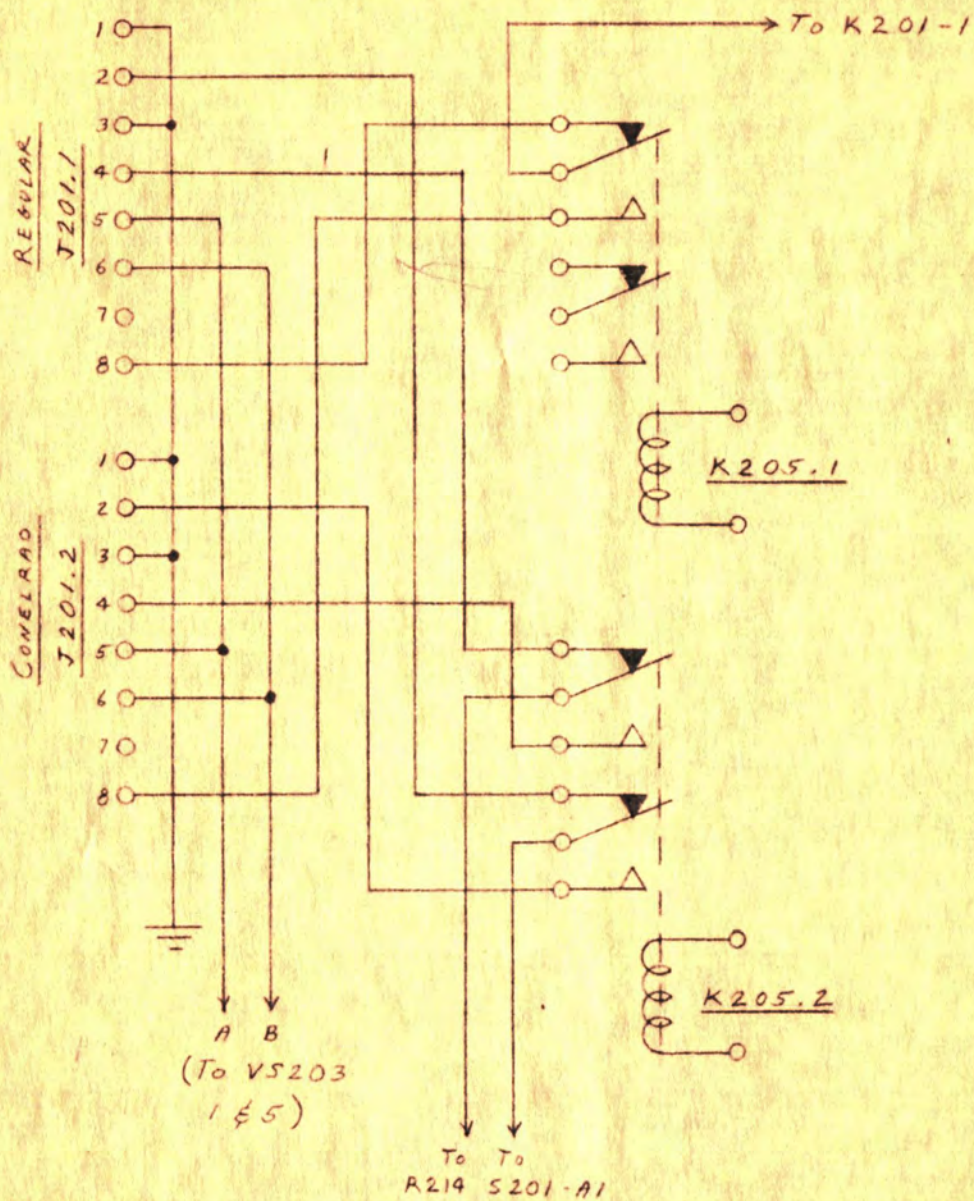 To K201-1
REGULAR
J201.1
1
2
3
4
5
6
7
8
K205.1
CONELRAD
J201.2
1
2
3
4
5
6
7
8
K205.2
A B
(To VS203
1 & 5)
To To
R214 S201-A1